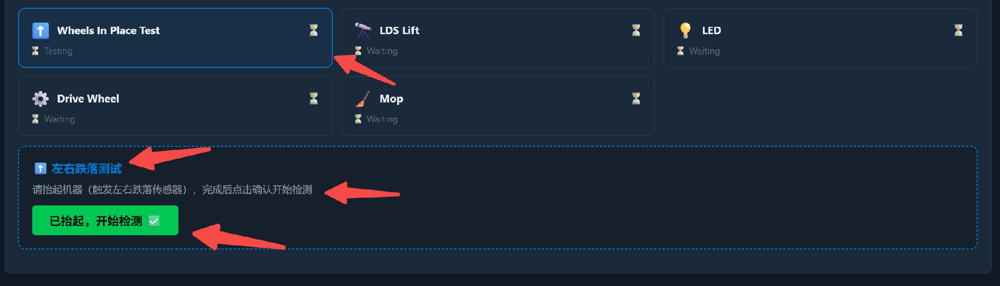 Wheels In Place Test
Testing
LDS Lift
Waiting
LED
Waiting
Drive Wheel
Waiting
Mop
Waiting
左右跌落测试
请抬起机器（触发左右跌落传感器），完成后点击确认开始检测
已抬起，开始检测